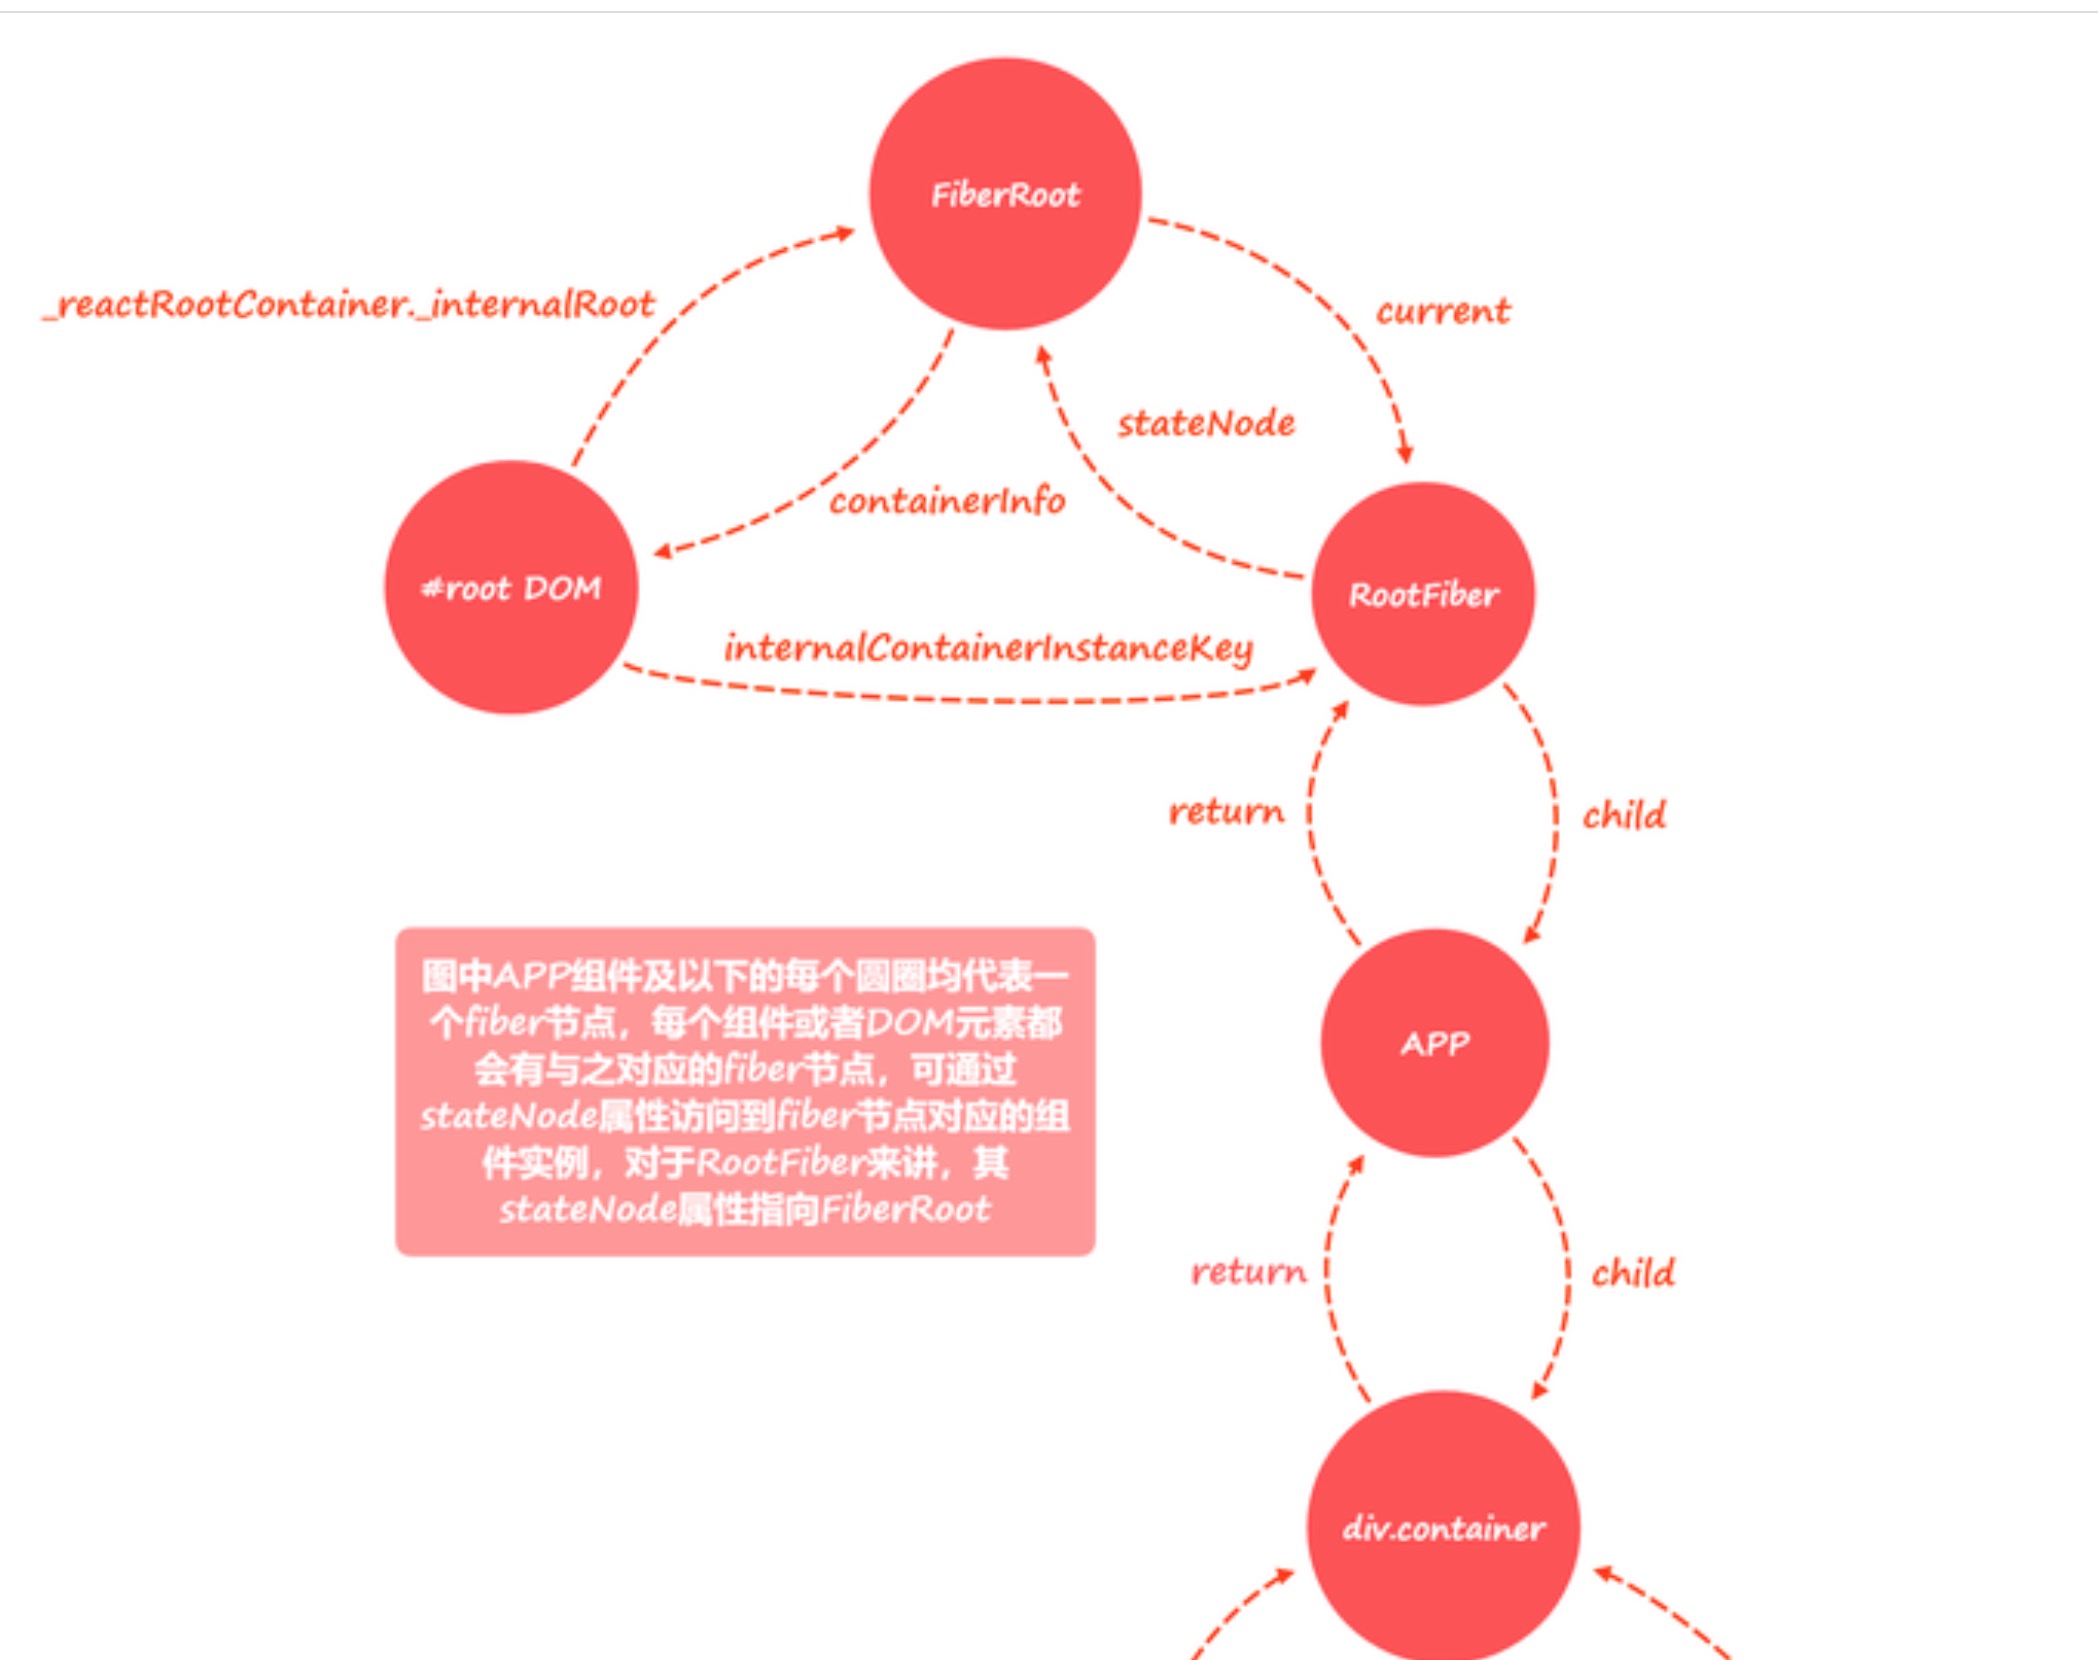 FiberRoot
_reactRootContainer._internalRoot
current
stateNode
containerInfo
#root DOM
RootFiber
internalContainerInstanceKey
return
child
图中APP组件及以下的每个圆圈均代表一
个fiber节点，每个组件或者DOM元素都
会有与之对应的fiber节点，可通过
stateNode属性访问到fiber节点对应的组
件实例，对于RootFiber来讲，其
stateNode属性指向FiberRoot
APP
return
child
div.container